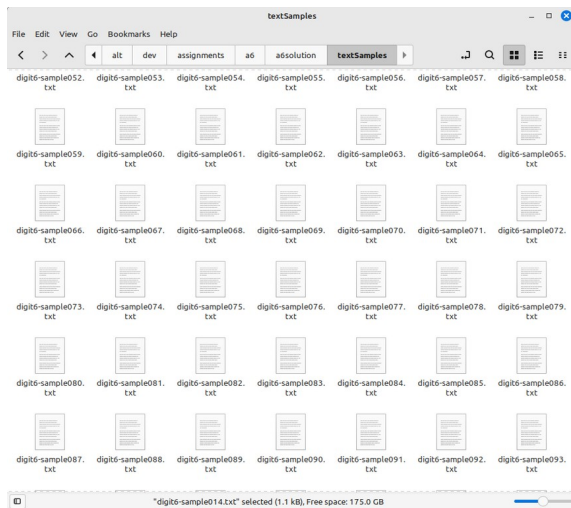 textSamples
File Edit View Go Bookmarks Help
alt dev assignments a6 a6solution textSamples
digit6-sample052.txt digit6-sample053.txt digit6-sample054.txt digit6-sample055.txt digit6-sample056.txt digit6-sample057.txt digit6-sample058.txt
digit6-sample059.txt digit6-sample060.txt digit6-sample061.txt digit6-sample062.txt digit6-sample063.txt digit6-sample064.txt digit6-sample065.txt
digit6-sample066.txt digit6-sample067.txt digit6-sample068.txt digit6-sample069.txt digit6-sample070.txt digit6-sample071.txt digit6-sample072.txt
digit6-sample073.txt digit6-sample074.txt digit6-sample075.txt digit6-sample076.txt digit6-sample077.txt digit6-sample078.txt digit6-sample079.txt
digit6-sample080.txt digit6-sample081.txt digit6-sample082.txt digit6-sample083.txt digit6-sample084.txt digit6-sample085.txt digit6-sample086.txt
digit6-sample087.txt digit6-sample088.txt digit6-sample089.txt digit6-sample090.txt digit6-sample091.txt digit6-sample092.txt digit6-sample093.txt
"digit6-sample014.txt" selected (1.1 kB), Free space: 175.0 GB